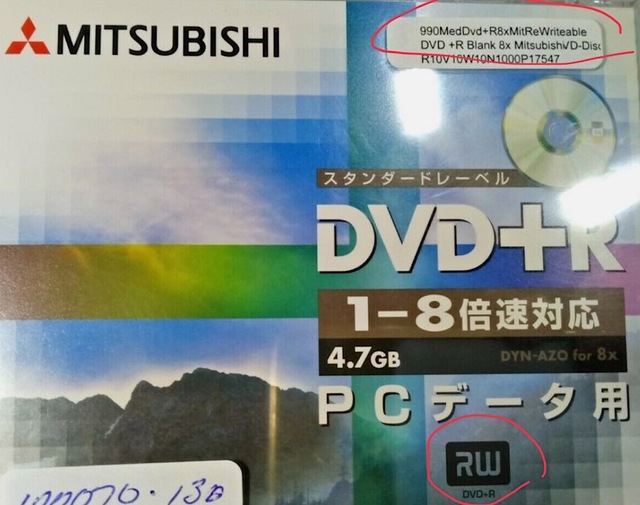 MITSUBISHI
990MedDvd+R8xMitReWriteable
DVD +R Blank 8x MitsubishiVD-Disc
R10V10W10N1000P17547
スタンダードレーベル
DVD+R
1-8倍速対応
4.7GB
DYN-AZO for 8x
PCデータ用
RW
DVD+R